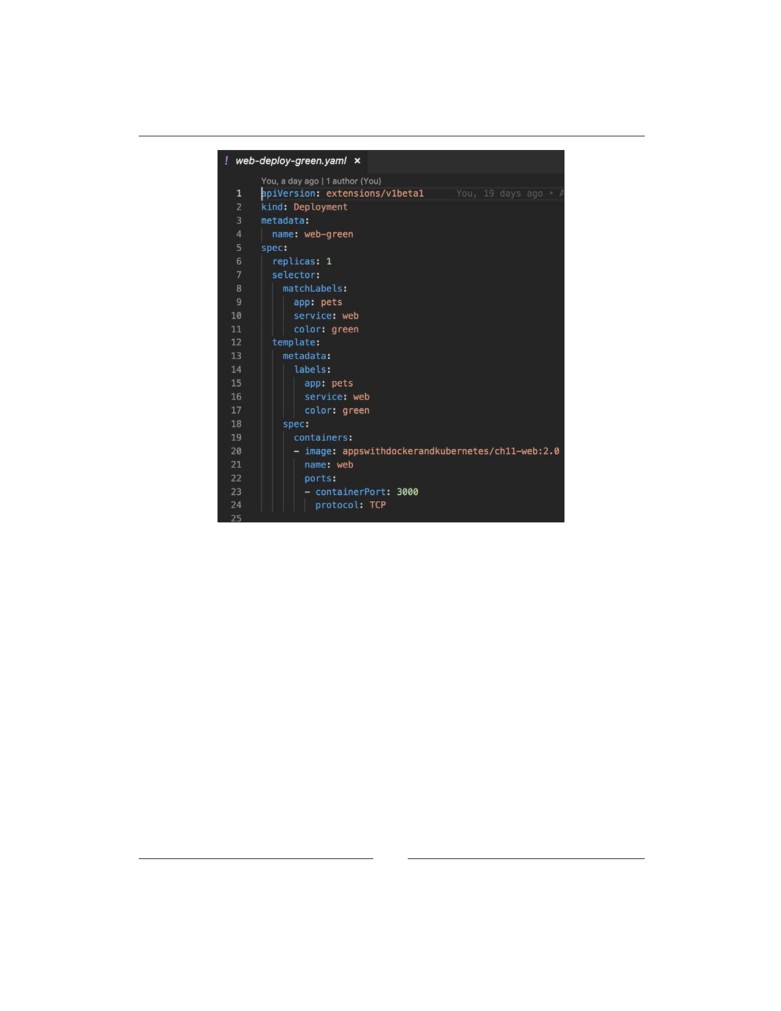 ! web-deploy-green.yaml ×
You, a day ago | 1 author (You)
1 apiVersion: extensions/v1beta1 You, 19 days ago • A
2 kind: Deployment
3 metadata:
4 name: web-green
5 spec:
6 replicas: 1
7 selector:
8 matchLabels:
9 app: pets
10 service: web
11 color: green
12 template:
13 metadata:
14 labels:
15 app: pets
16 service: web
17 color: green
18 spec:
19 containers:
20 - image: appswithdockerandkubernetes/ch11-web:2.0
21 name: web
22 ports:
23 - containerPort: 3000
24 protocol: TCP
25